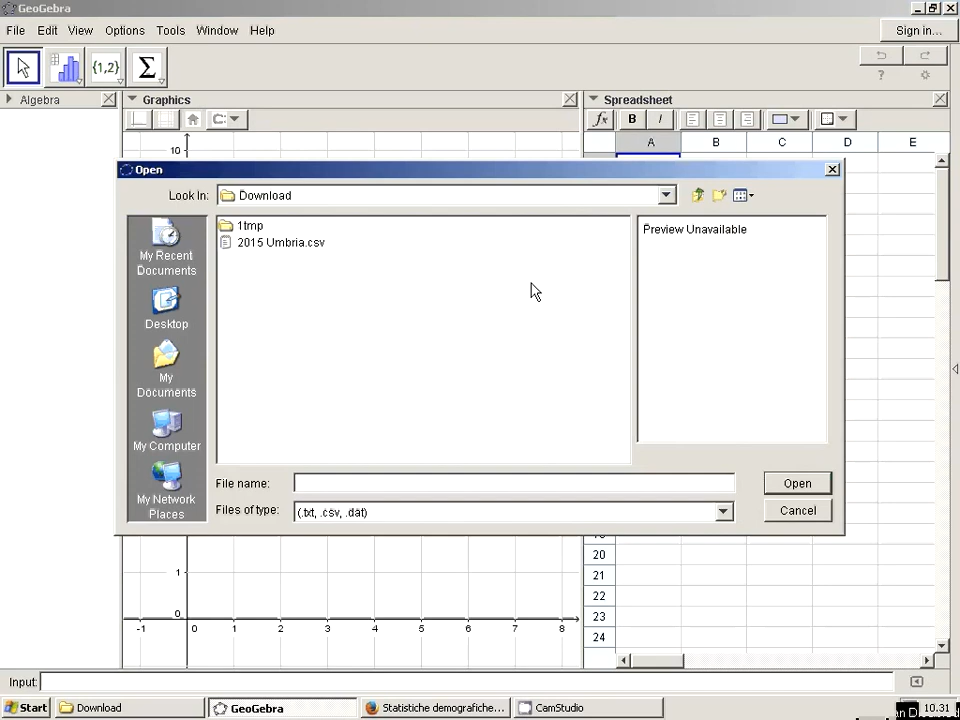 GeoGebra
File Edit View Options Tools Window Help
Sign in...
{1,2} Σ
?
Algebra
Graphics
Spreadsheet
fx B I
A B C D E
10
Open
Look In: Download
My Recent Documents
Desktop
My Documents
My Computer
My Network Places
1tmp
2015 Umbria.csv
Preview Unavailable
File name:
Open
Files of type: (.txt, .csv, .dat)
Cancel
20
21
22
23
24
1
0
-1 0 1 2 3 4 5 6 7 8
Input:
Start Download GeoGebra Statistiche demografiche... CamStudio 10.31